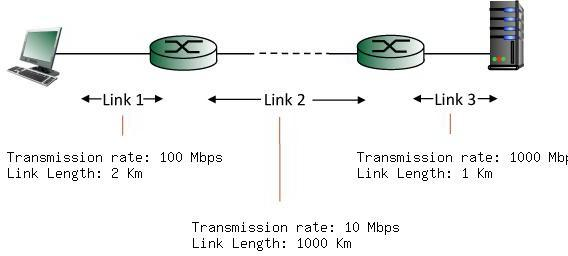 Link 1
Link 2
Link 3
Transmission rate: 100 Mbps
Link Length: 2 Km
Transmission rate: 1000 Mbp
Link Length: 1 Km
Transmission rate: 10 Mbps
Link Length: 1000 Km